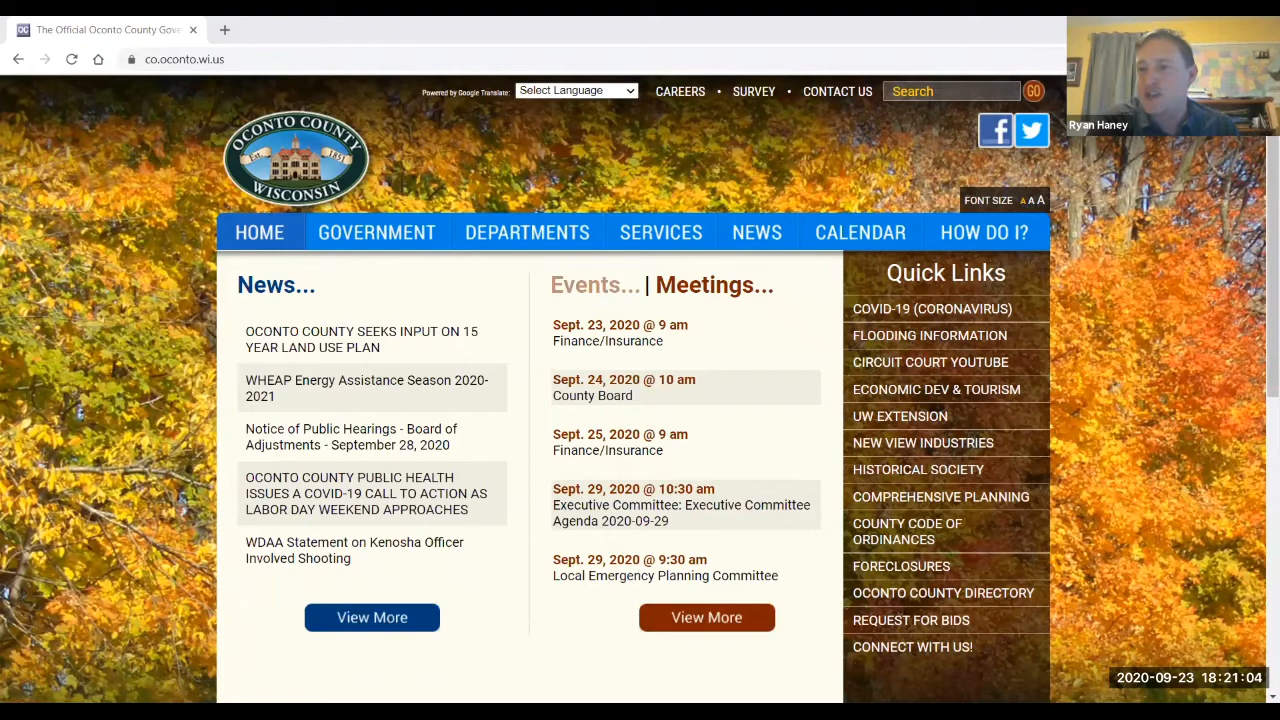 The Official Oconto County Gove
co.oconto.wi.us
Powered by Google Translate:
Select Language
CAREERS • SURVEY • CONTACT US
Search
GO
Ryan Haney
OCONTO COUNTY
Est. 1851
WISCONSIN
FONT SIZE A A A
HOME GOVERNMENT DEPARTMENTS SERVICES NEWS CALENDAR HOW DO I?
News...
OCONTO COUNTY SEEKS INPUT ON 15
YEAR LAND USE PLAN
WHEAP Energy Assistance Season 2020-
2021
Notice of Public Hearings - Board of
Adjustments - September 28, 2020
OCONTO COUNTY PUBLIC HEALTH
ISSUES A COVID-19 CALL TO ACTION AS
LABOR DAY WEEKEND APPROACHES
WDAA Statement on Kenosha Officer
Involved Shooting
View More
Events... | Meetings...
Sept. 23, 2020 @ 9 am
Finance/Insurance
Sept. 24, 2020 @ 10 am
County Board
Sept. 25, 2020 @ 9 am
Finance/Insurance
Sept. 29, 2020 @ 10:30 am
Executive Committee: Executive Committee
Agenda 2020-09-29
Sept. 29, 2020 @ 9:30 am
Local Emergency Planning Committee
View More
Quick Links
COVID-19 (CORONAVIRUS)
FLOODING INFORMATION
CIRCUIT COURT YOUTUBE
ECONOMIC DEV & TOURISM
UW EXTENSION
NEW VIEW INDUSTRIES
HISTORICAL SOCIETY
COMPREHENSIVE PLANNING
COUNTY CODE OF
ORDINANCES
FORECLOSURES
OCONTO COUNTY DIRECTORY
REQUEST FOR BIDS
CONNECT WITH US!
2020-09-23 18:21:04